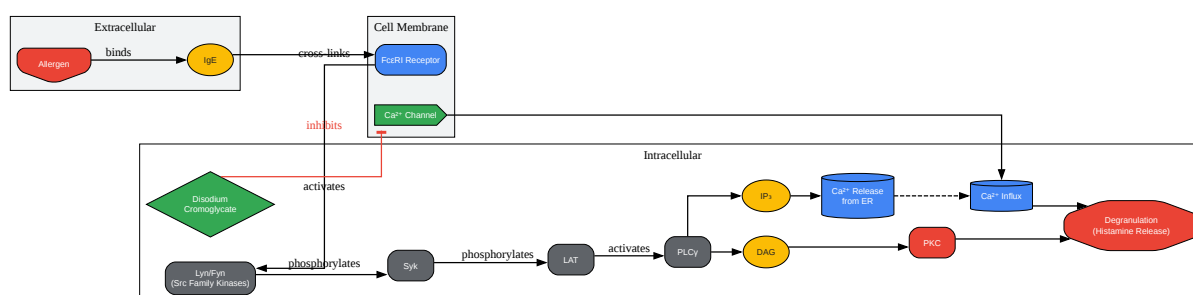 Extracellular
Cell Membrane
Allergen
binds
IgE
cross-links
FcεRI Receptor
Ca²⁺ Channel
inhibits
Intracellular
activates
Disodium
Cromoglycate
Lyn/Fyn
(Src Family Kinases)
phosphorylates
Syk
phosphorylates
LAT
activates
PLCγ
IP₃
DAG
Ca²⁺ Release
from ER
PKC
Ca²⁺ Influx
Degranulation
(Histamine Release)